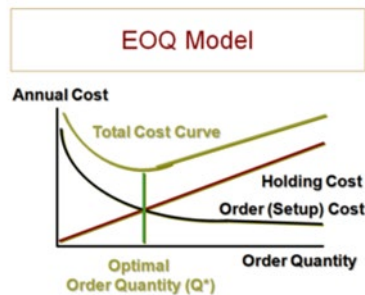 EOQ Model
Annual Cost
Total Cost Curve
Holding Cost
Order (Setup) Cost
Optimal
Order Quantity (Q*)
Order Quantity